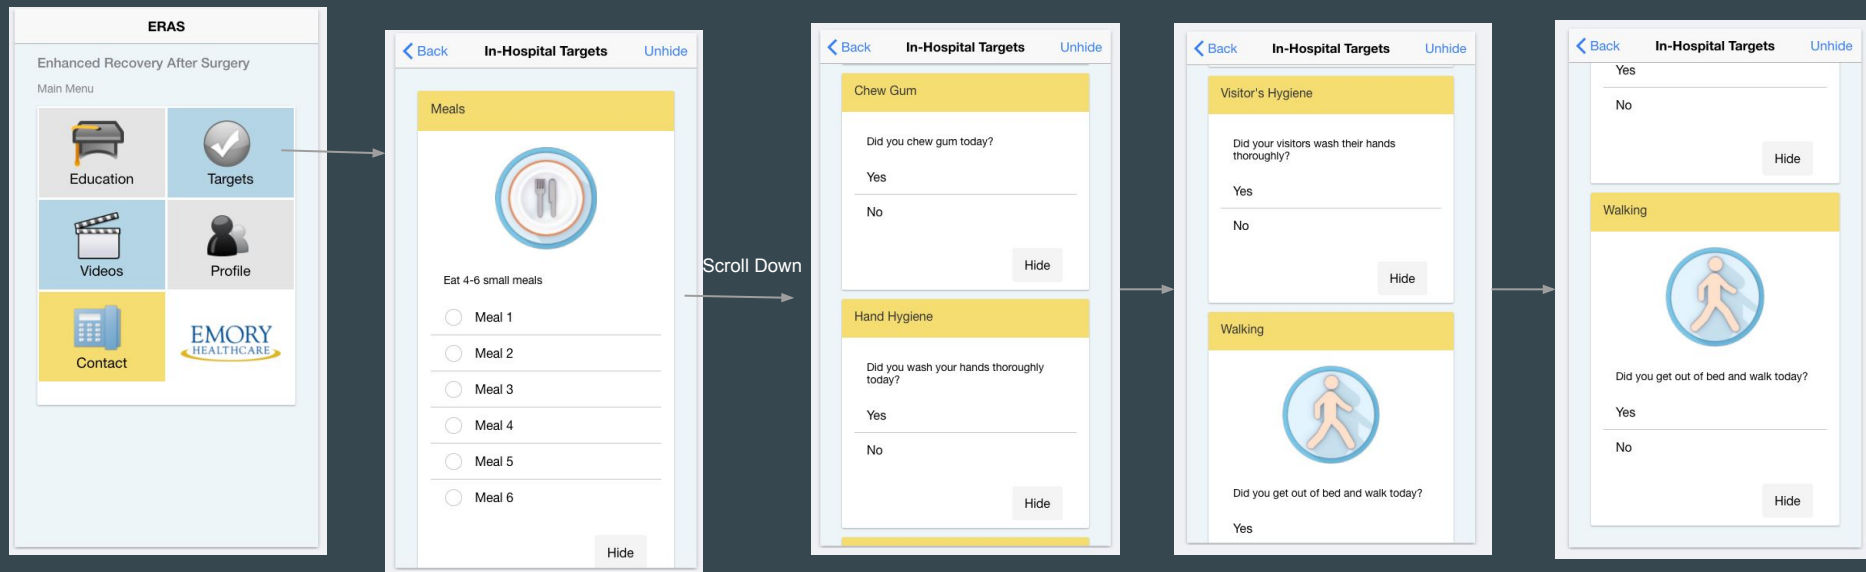 ERAS
Enhanced Recovery After Surgery
Main Menu
Education
Targets
Videos
Profile
Contact
EMORY
HEALTHCARE
Back
In-Hospital Targets
Unhide
Meals
Eat 4-6 small meals
Meal 1
Meal 2
Meal 3
Meal 4
Meal 5
Meal 6
Hide
Scroll Down
Back
In-Hospital Targets
Unhide
Chew Gum
Did you chew gum today?
Yes
No
Hide
Hand Hygiene
Did you wash your hands thoroughly
today?
Yes
No
Hide
Back
In-Hospital Targets
Unhide
Visitor's Hygiene
Did your visitors wash their hands
thoroughly?
Yes
No
Hide
Walking
Did you get out of bed and walk today?
Yes
Back
In-Hospital Targets
Unhide
Yes
No
Hide
Walking
Did you get out of bed and walk today?
Yes
No
Hide